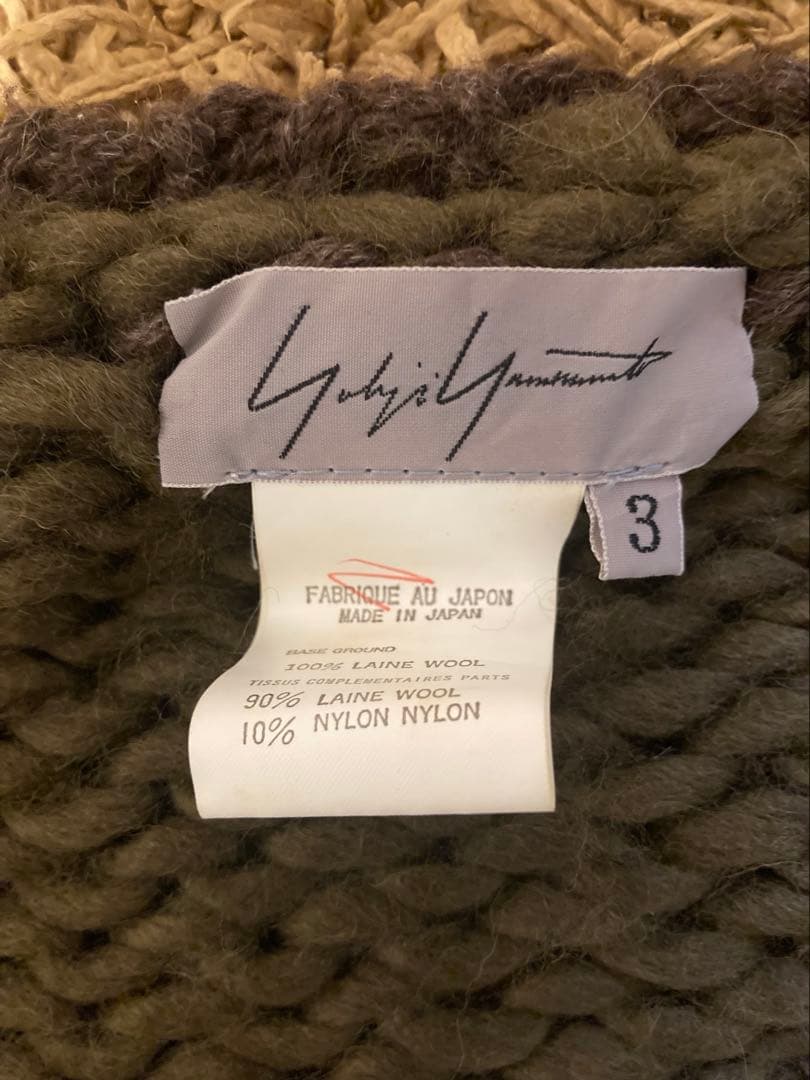 Yohji Yamamoto
3
FABRIQUÉ AU JAPON
MADE IN JAPAN
BASE GROUND
100% LAINE WOOL
TISSUS COMPLEMENTAIRES PARTS
90% LAINE WOOL
10% NYLON NYLON